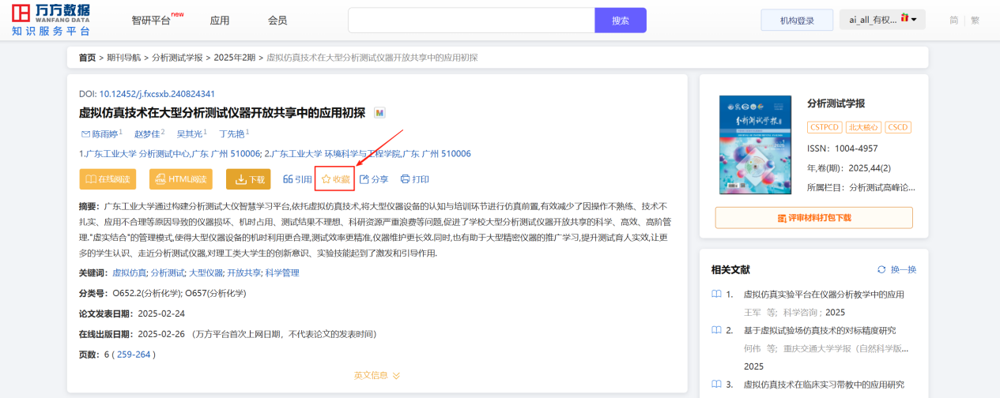 万方数据
WANFANG DATA
知识服务平台
智研平台new 应用 会员
搜索
机构登录 ai_all_有权... 简 | 繁
首页 > 期刊导航 > 分析测试学报 > 2025年2期 > 虚拟仿真技术在大型分析测试仪器开放共享中的应用初探
DOI: 10.12452/j.fxcsxb.240824341
虚拟仿真技术在大型分析测试仪器开放共享中的应用初探 M
陈雨婷1 赵梦佳2 吴其光1 丁先艳1
1.广东工业大学 分析测试中心,广东 广州 510006; 2.广东工业大学 环境科学与工程学院,广东 广州 510006
在线阅读 HTML阅读 下载 引用 收藏 分享 打印
摘要：广东工业大学通过构建分析测试大仪智慧学习平台,依托虚拟仿真技术,将大型仪器设备的认知与培训环节进行仿真前置,有效减少了因操作不熟练、技术不
扎实、应用不合理等原因导致的仪器损坏、机时占用、测试结果不理想、科研资源严重浪费等问题,促进了学校大型分析测试仪器开放共享的科学、高效、高阶管
理."虚实结合"的管理模式,使得大型仪器设备的机时利用更合理,测试效率更精准,仪器维护更长效.同时,也有助于大型精密仪器的推广学习,提升测试育人实效,让更
多的学生认识、走近分析测试仪器,对理工类大学生的创新意识、实验技能起到了激发和引导作用.
关键词：虚拟仿真; 分析测试; 大型仪器; 开放共享; 科学管理
分类号：O652.2(分析化学); O657(分析化学)
论文发表日期：2025-02-24
在线出版日期：2025-02-26 （万方平台首次上网日期，不代表论文的发表时间）
页数：6 ( 259-264 )
英文信息
分析测试学报
分析测试学报
CSTPCD 北大核心 CSCD
ISSN：1004-4957
年,卷(期)：2025,44(2)
所属栏目：分析测试高峰论...
评审材料打包下载
相关文献 换一换
1. 虚拟仿真实验平台在仪器分析教学中的应用
王军 等; 科学咨询 ; 2025
2. 基于虚拟试验场仿真技术的对标精度研究
何伟 等; 重庆交通大学学报（自然科学版...
2025
3. 虚拟仿真技术在临床实习带教中的应用研究